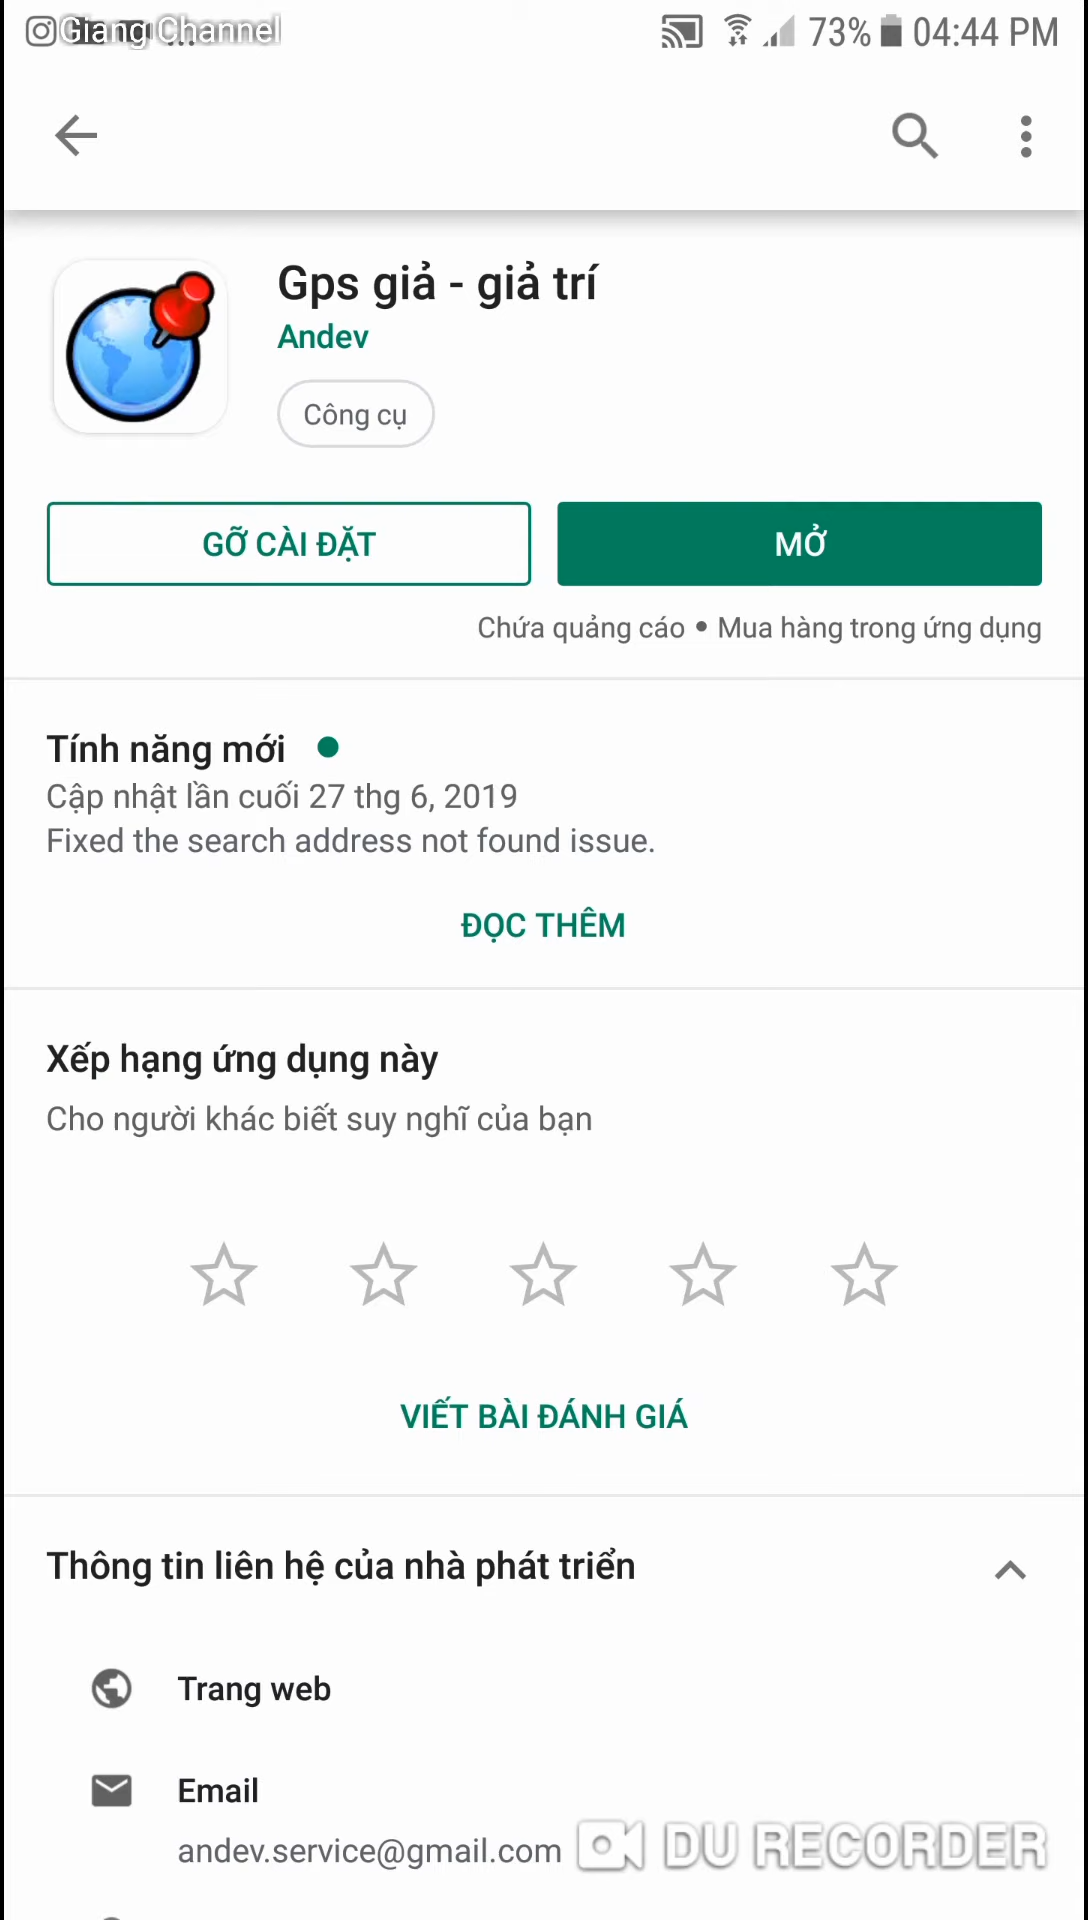 Giang Channel
73% 04:44 PM
Gps giả - giả trí
Andev
Công cụ
GỠ CÀI ĐẶT
MỞ
Chứa quảng cáo • Mua hàng trong ứng dụng
Tính năng mới
Cập nhật lần cuối 27 thg 6, 2019
Fixed the search address not found issue.
ĐỌC THÊM
Xếp hạng ứng dụng này
Cho người khác biết suy nghĩ của bạn
VIẾT BÀI ĐÁNH GIÁ
Thông tin liên hệ của nhà phát triển
Trang web
Email
andev.service@gmail.com
DU RECORDER